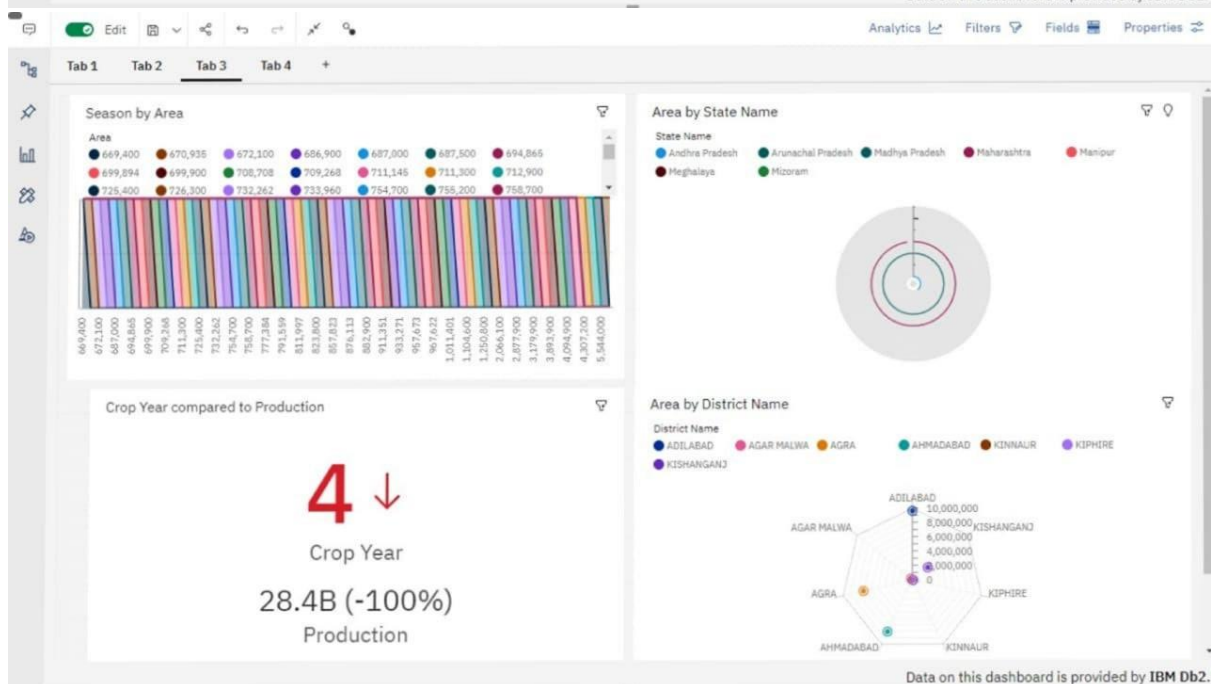 Edit
Analytics Filters Fields Properties
Tab 1 Tab 2 Tab 3 Tab 4 +
Season by Area
Area
669,400 670,935 672,100 686,900 687,000 687,500 694,865
699,894 699,900 708,708 709,268 711,145 711,300 712,900
725,400 726,300 732,262 733,960 754,700 755,200 758,700
669,400
672,100
687,000
694,865
699,900
709,268
711,300
725,400
732,262
754,700
758,700
777,384
791,559
811,997
823,800
857,823
876,113
882,900
911,351
933,271
957,673
967,622
1,011,401
1,104,600
1,250,800
2,066,100
2,877,900
3,179,900
3,893,900
4,094,900
4,307,200
5,544,000
Area by State Name
State Name
Andhra Pradesh Arunachal Pradesh Madhya Pradesh Maharashtra Manipur
Meghalaya Mizoram
Crop Year compared to Production
4 ↓
Crop Year
28.4B (-100%)
Production
Area by District Name
District Name
ADILABAD AGAR MALWA AGRA AHMADABAD KINNAUR KIPHIRE
KISHANGANJ
ADILABAD
10,000,000
AGAR MALWA 8,000,000 KISHANGANJ
6,000,000
4,000,000
0
AGRA KIPHIRE
AHMADABAD KINNAUR
Data on this dashboard is provided by IBM Db2.